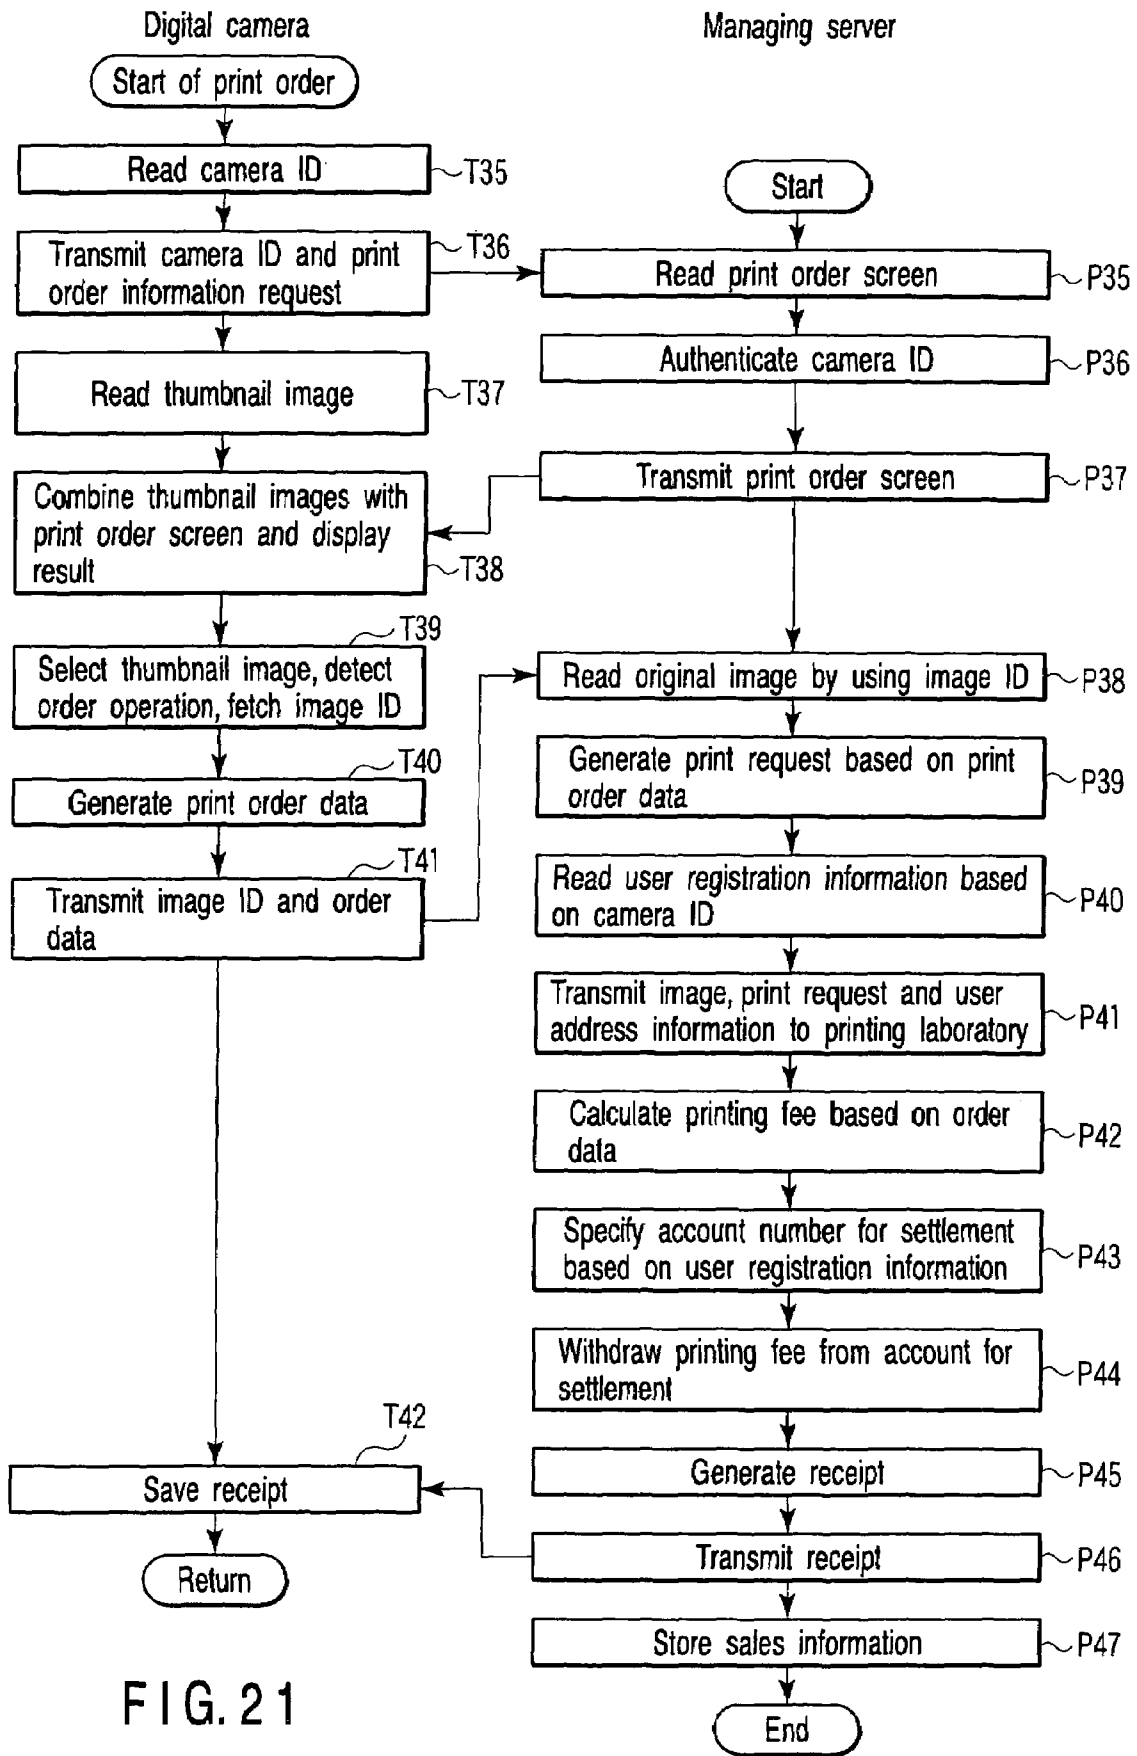 Digital camera
Start of print order
Read camera ID
T35
Transmit camera ID and print
order information request
T36
Read thumbnail image
T37
Combine thumbnail images with
print order screen and display
result
T38
T39
Select thumbnail image, detect
order operation, fetch image ID
T40
Generate print order data
T41
Transmit image ID and order
data
T42
Save receipt
Return
Managing server
Start
Read print order screen
P35
Authenticate camera ID
P36
Transmit print order screen
P37
Read original image by using image ID
P38
Generate print request based on print
order data
P39
Read user registration information based
on camera ID
P40
Transmit image, print request and user
address information to printing laboratory
P41
Calculate printing fee based on order
data
P42
Specify account number for settlement
based on user registration information
P43
Withdraw printing fee from account for
settlement
P44
Generate receipt
P45
Transmit receipt
P46
Store sales information
P47
End
FIG. 21